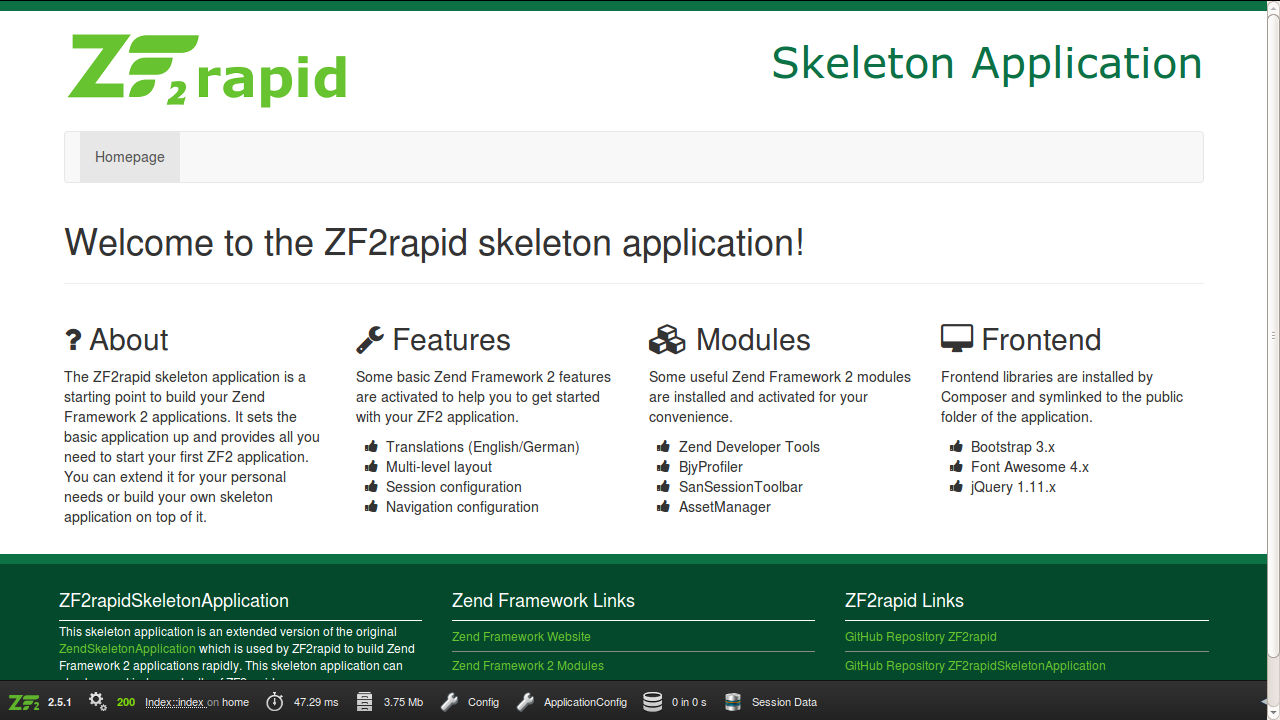 ZF2rapid
Skeleton Application
Homepage
Welcome to the ZF2rapid skeleton application!
? About
The ZF2rapid skeleton application is a
starting point to build your Zend
Framework 2 applications. It sets the
basic application up and provides all you
need to start your first ZF2 application.
You can extend it for your personal
needs or build your own skeleton
application on top of it.
Features
Some basic Zend Framework 2 features
are activated to help you to get started
with your ZF2 application.
Translations (English/German)
Multi-level layout
Session configuration
Navigation configuration
Modules
Some useful Zend Framework 2 modules
are installed and activated for your
convenience.
Zend Developer Tools
BjyProfiler
SanSessionToolbar
AssetManager
Frontend
Frontend libraries are installed by
Composer and symlinked to the public
folder of the application.
Bootstrap 3.x
Font Awesome 4.x
jQuery 1.11.x
ZF2rapidSkeletonApplication
This skeleton application is an extended version of the original
ZendSkeletonApplication which is used by ZF2rapid to build Zend
Framework 2 applications rapidly. This skeleton application can
Zend Framework Links
Zend Framework Website
Zend Framework 2 Modules
ZF2rapid Links
GitHub Repository ZF2rapid
GitHub Repository ZF2rapidSkeletonApplication
ZF2 2.5.1 200 Index::index on home 47.29 ms 3.75 Mb Config ApplicationConfig 0 in 0 s Session Data